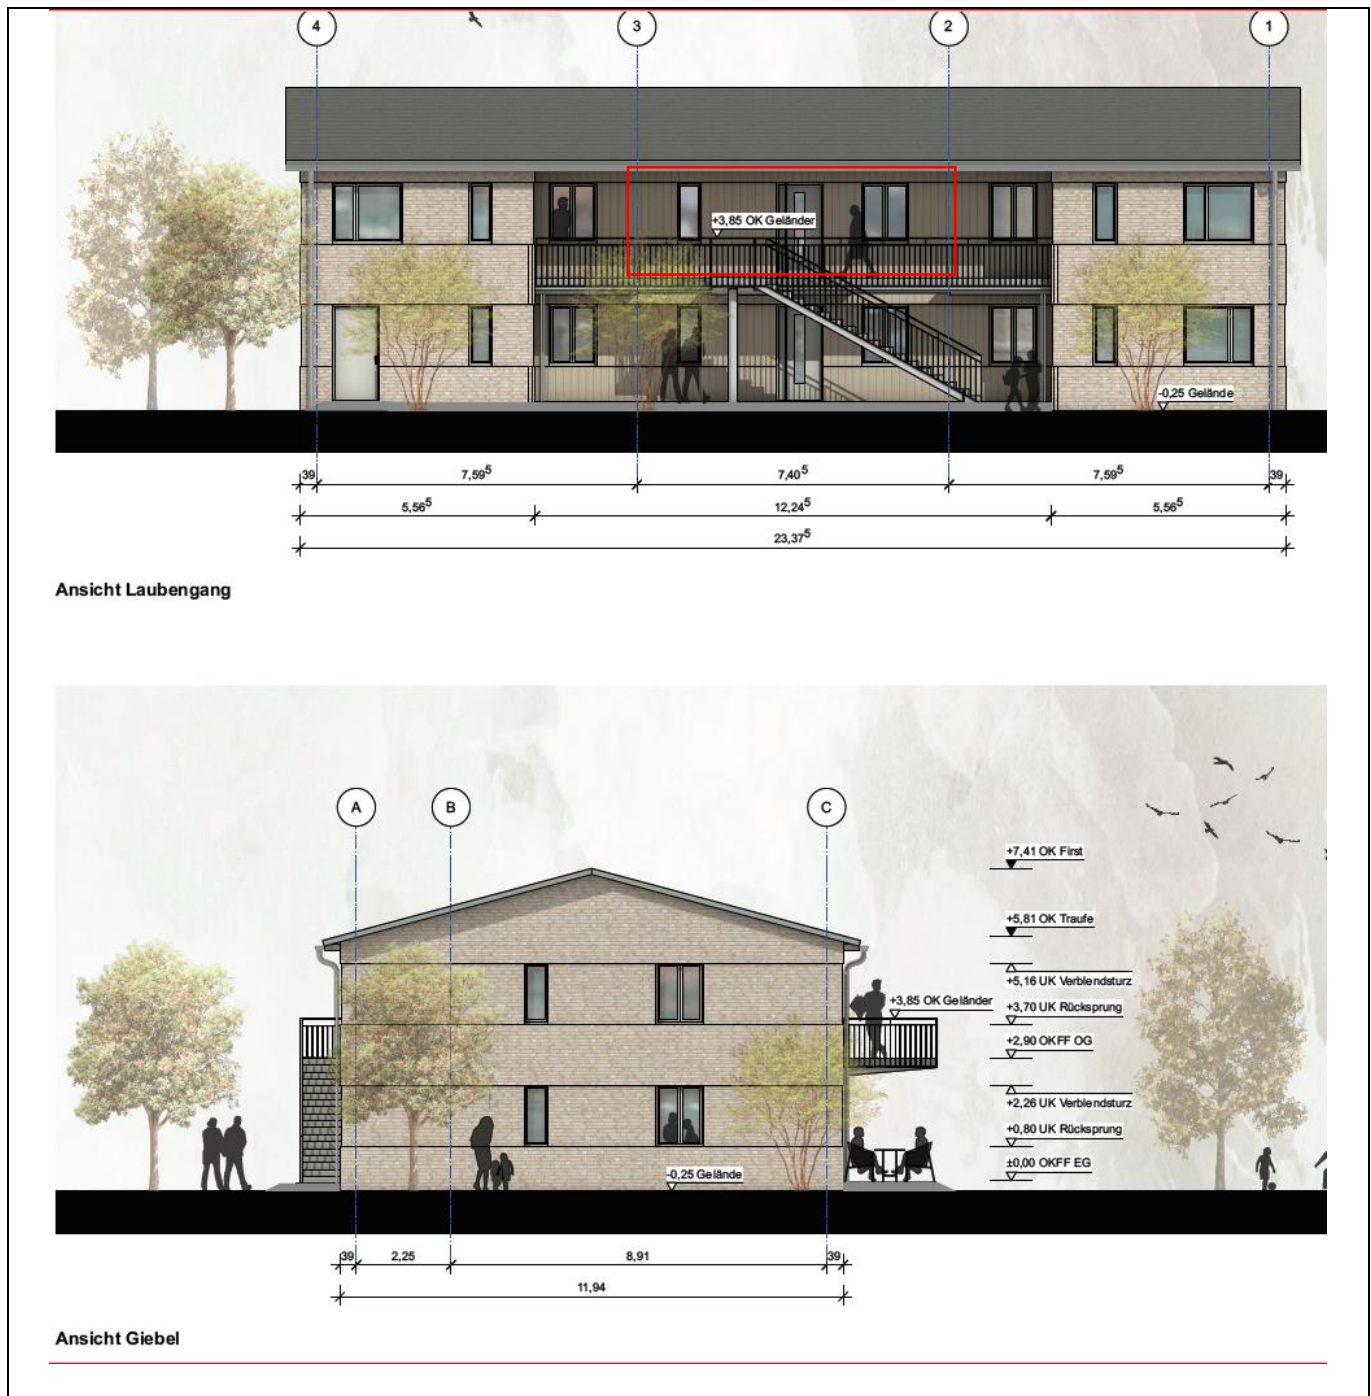 4 3 2 1
+3,85 OK Geländer
-0,25 Gelände
39 7,59⁵ 7,40⁵ 7,59⁵ 39
5,56⁵ 12,24⁵ 5,56⁵
23,37⁵
Ansicht Laubengang
A B C
+7,41 OK First
+5,81 OK Traufe
+5,16 UK Verblendsturz
+3,85 OK Geländer
+3,70 UK Rücksprung
+2,90 OKFF OG
+2,26 UK Verblendsturz
+0,80 UK Rücksprung
±0,00 OKFF EG
-0,25 Gelände
39 2,25 8,91 39
11,94
Ansicht Giebel